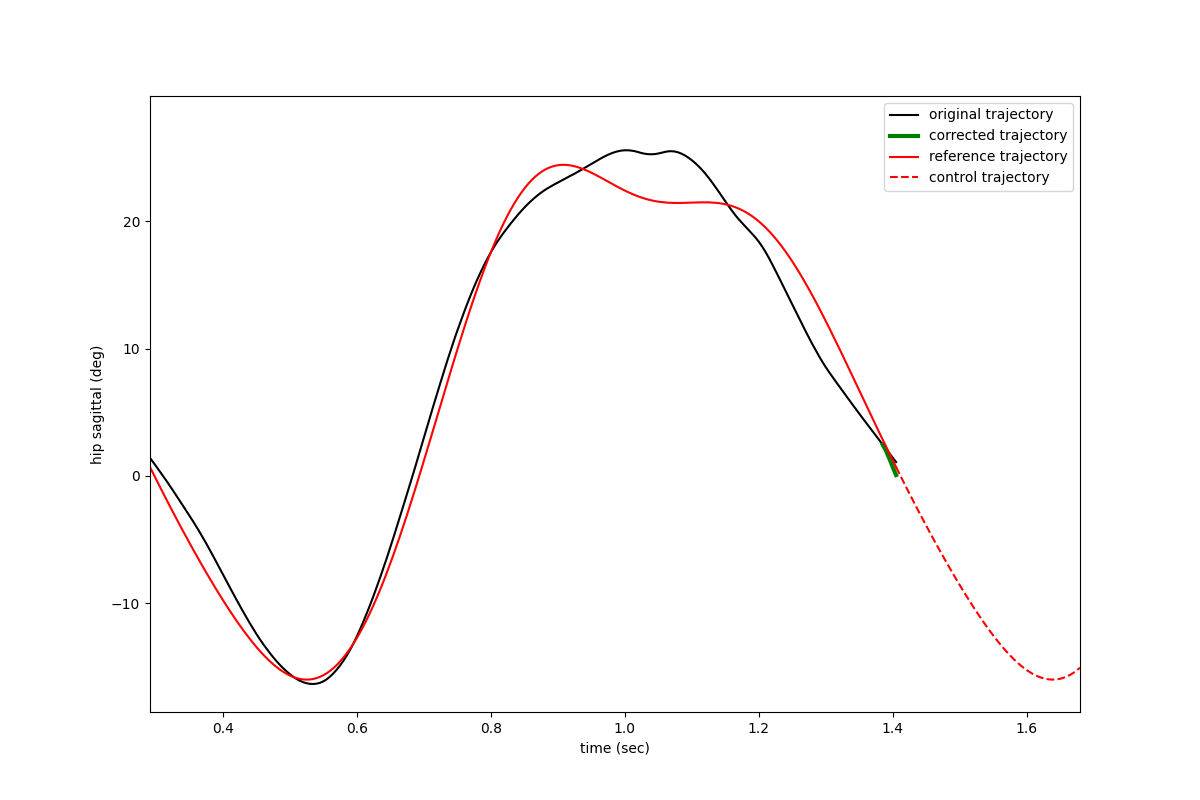 original trajectory
corrected trajectory
reference trajectory
control trajectory
20
10
0
−10
hip sagittal (deg)
0.4 0.6 0.8 1.0 1.2 1.4 1.6
time (sec)